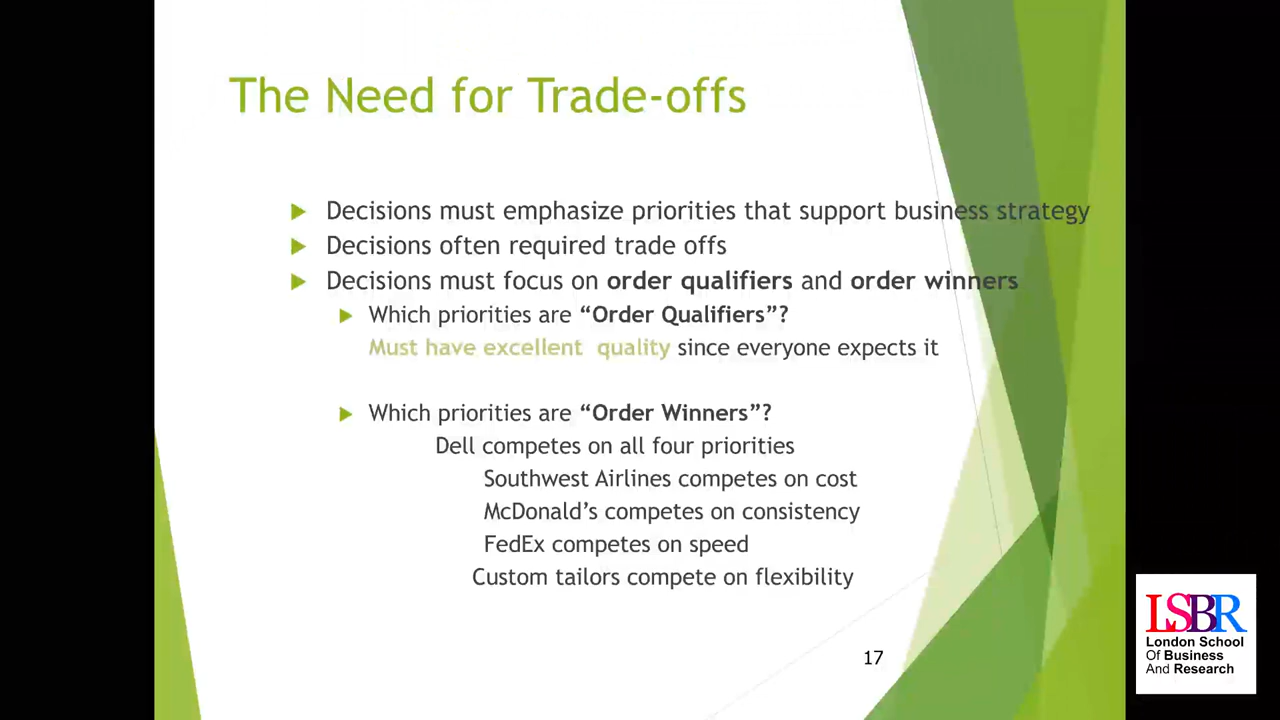 The Need for Trade-offs
Decisions must emphasize priorities that support business strategy
Decisions often required trade offs
Decisions must focus on order qualifiers and order winners
Which priorities are “Order Qualifiers”?
Must have excellent quality since everyone expects it
Which priorities are “Order Winners”?
Dell competes on all four priorities
Southwest Airlines competes on cost
McDonald’s competes on consistency
FedEx competes on speed
Custom tailors compete on flexibility
17
LSBR
London School
Of Business
And Research